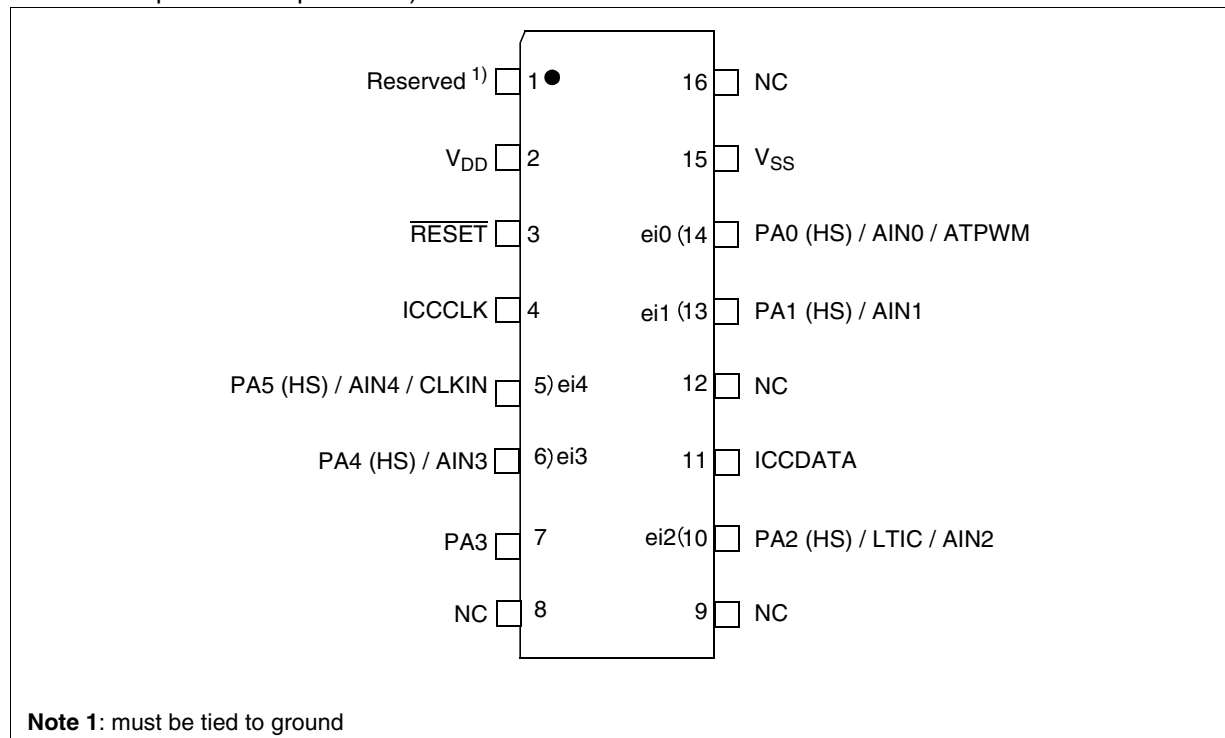 Reserved 1) 1 16 NC
VDD 2 15 VSS
RESET 3 ei0 (14 PA0 (HS) / AIN0 / ATPWM
ICCCLK 4 ei1 (13 PA1 (HS) / AIN1
PA5 (HS) / AIN4 / CLKIN 5) ei4 12 NC
PA4 (HS) / AIN3 6) ei3 11 ICCDATA
PA3 7 ei2 (10 PA2 (HS) / LTIC / AIN2
NC 8 9 NC
Note 1: must be tied to ground